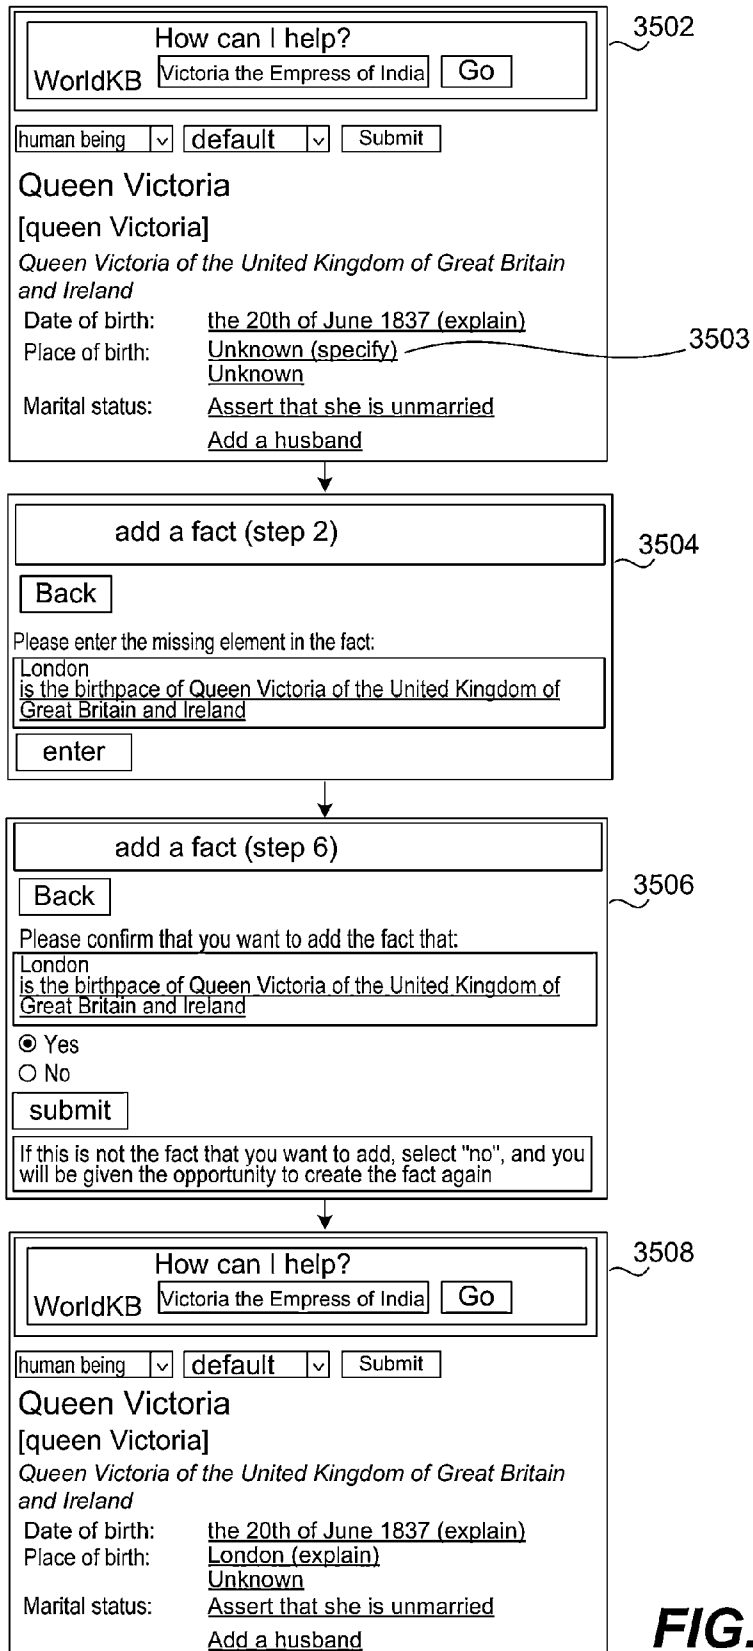 How can I help?
WorldKB Victoria the Empress of India Go
3502
human being default Submit
Queen Victoria
[queen Victoria]
Queen Victoria of the United Kingdom of Great Britain
and Ireland
Date of birth: the 20th of June 1837 (explain)
Place of birth: Unknown (specify)
3503
Unknown
Marital status: Assert that she is unmarried
Add a husband
add a fact (step 2)
3504
Back
Please enter the missing element in the fact:
London
is the birthpace of Queen Victoria of the United Kingdom of
Great Britain and Ireland
enter
add a fact (step 6)
3506
Back
Please confirm that you want to add the fact that:
London
is the birthpace of Queen Victoria of the United Kingdom of
Great Britain and Ireland
Yes
No
submit
If this is not the fact that you want to add, select "no", and you
will be given the opportunity to create the fact again
How can I help?
3508
WorldKB Victoria the Empress of India Go
human being default Submit
Queen Victoria
[queen Victoria]
Queen Victoria of the United Kingdom of Great Britain
and Ireland
Date of birth: the 20th of June 1837 (explain)
Place of birth: London (explain)
Unknown
Marital status: Assert that she is unmarried
Add a husband
FIG.